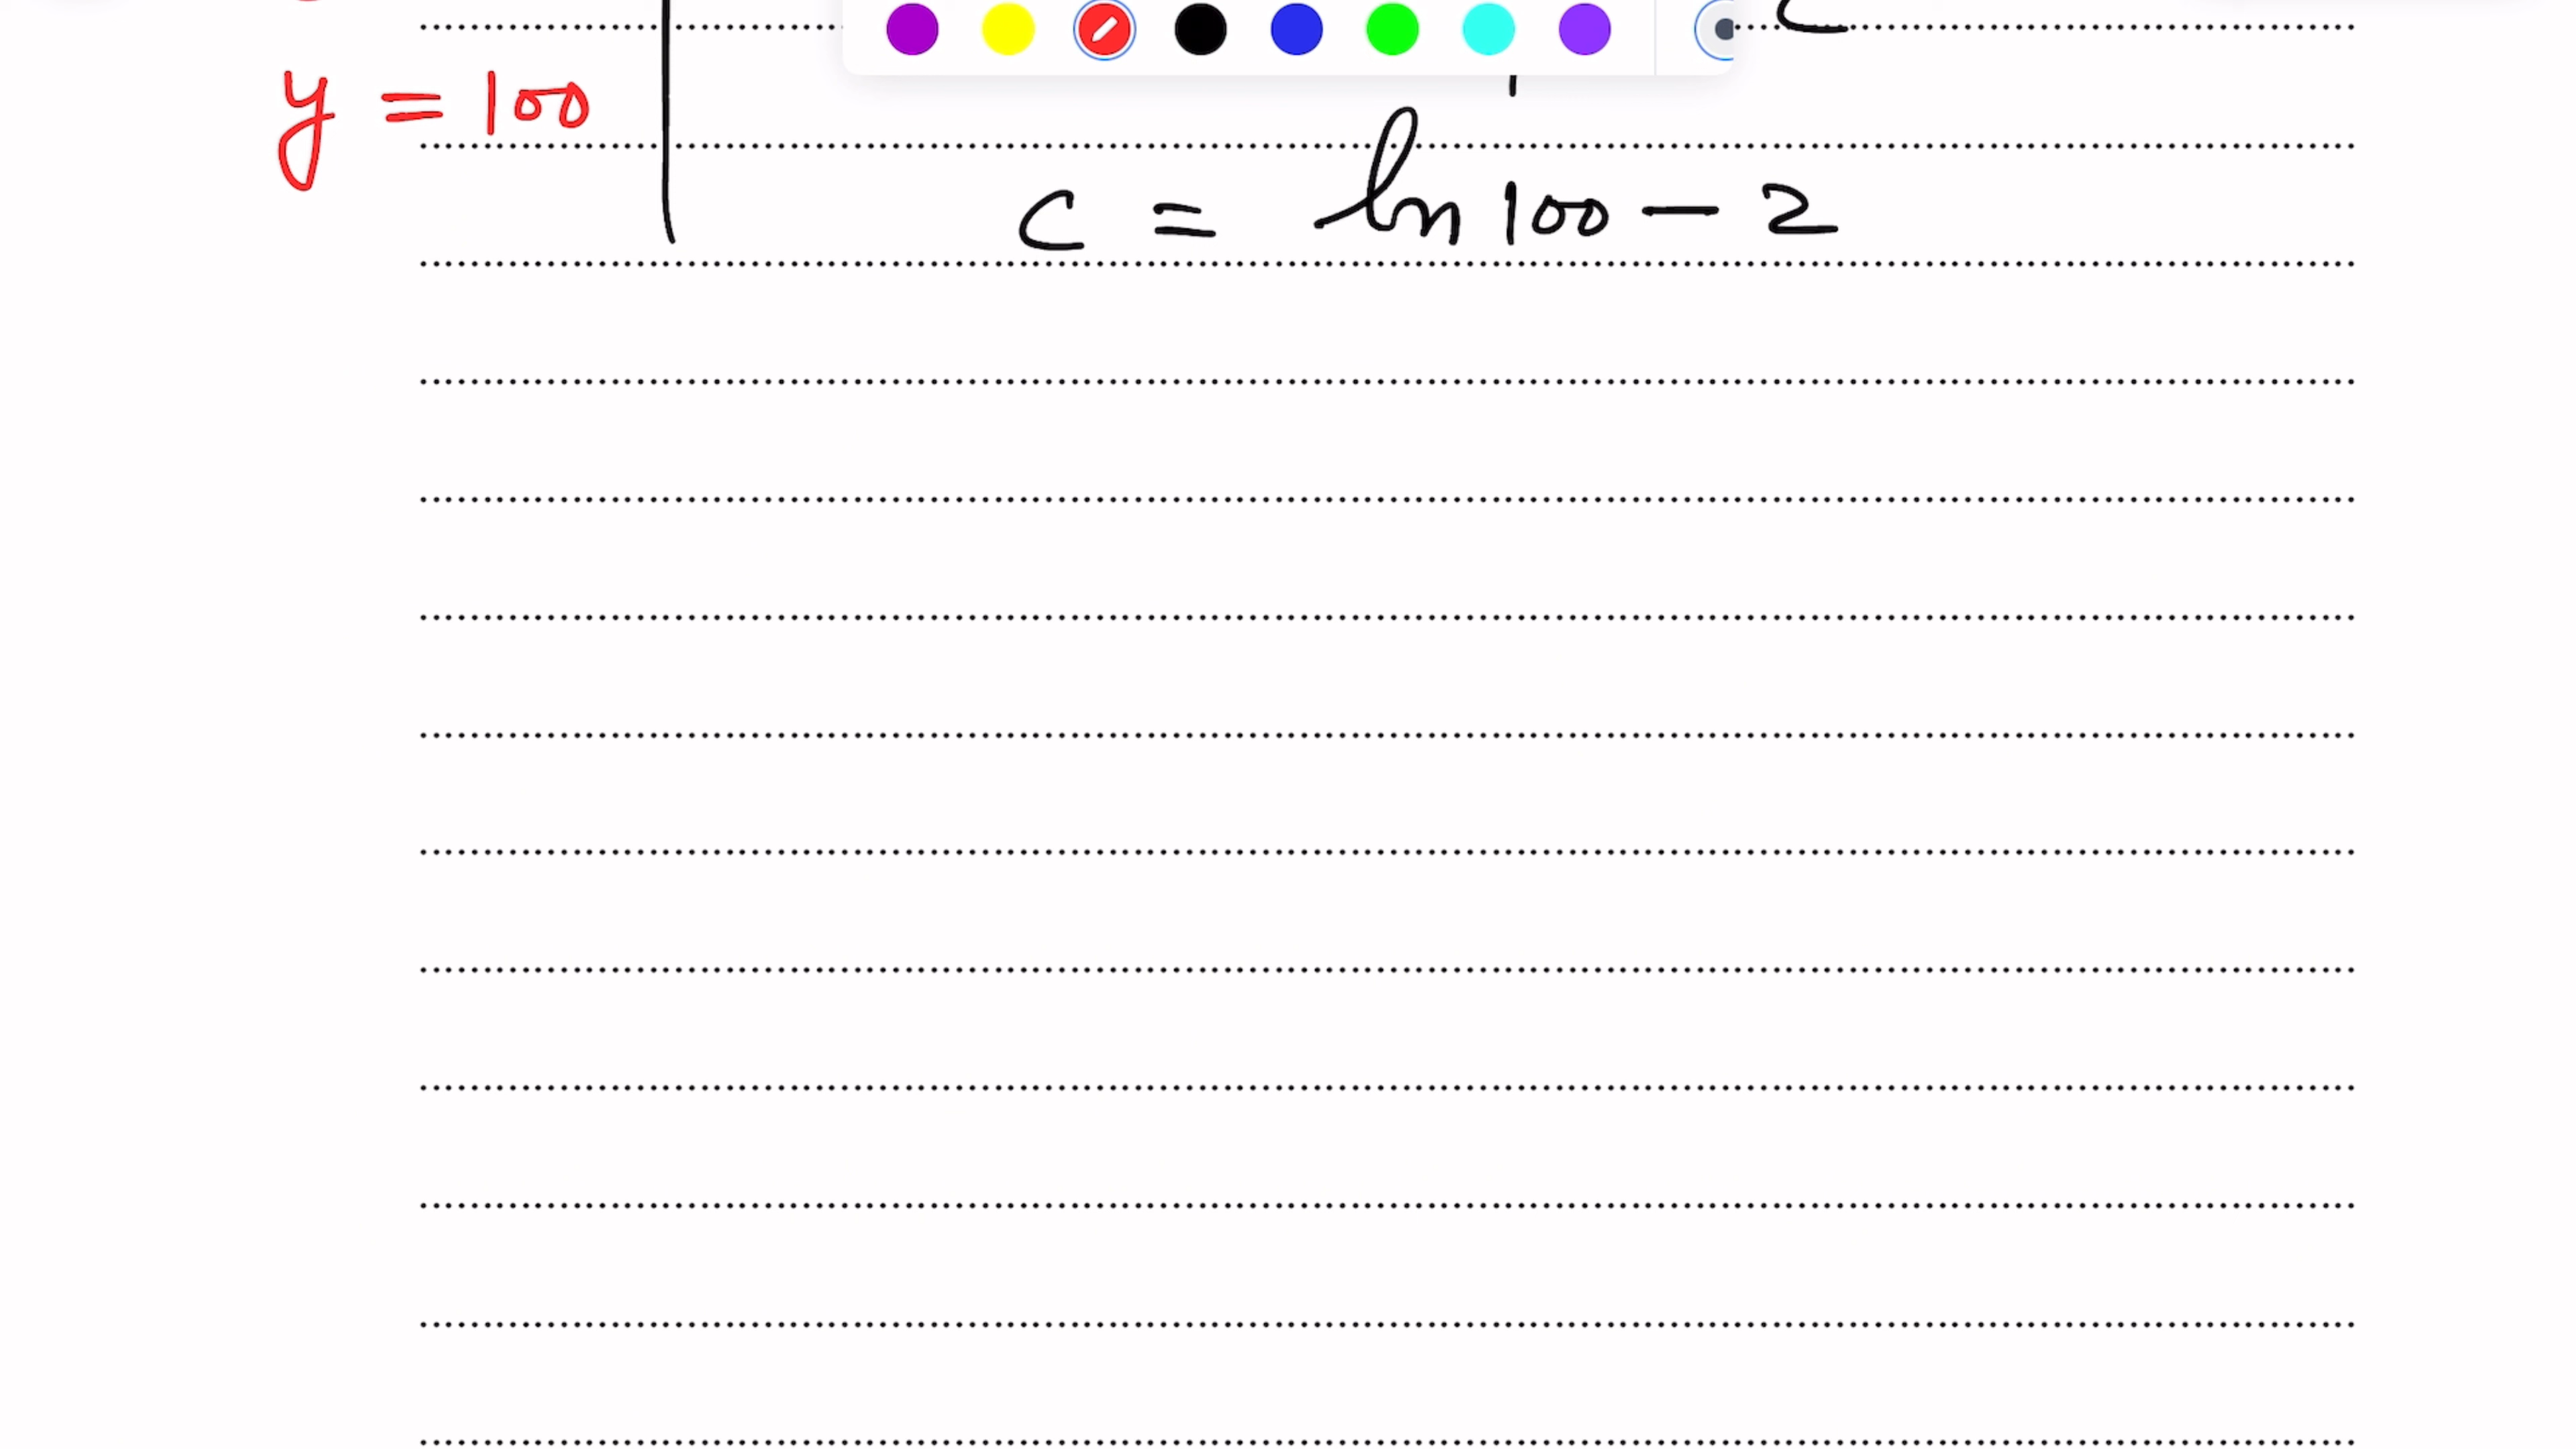 y = 100
c = ln 100 - 2